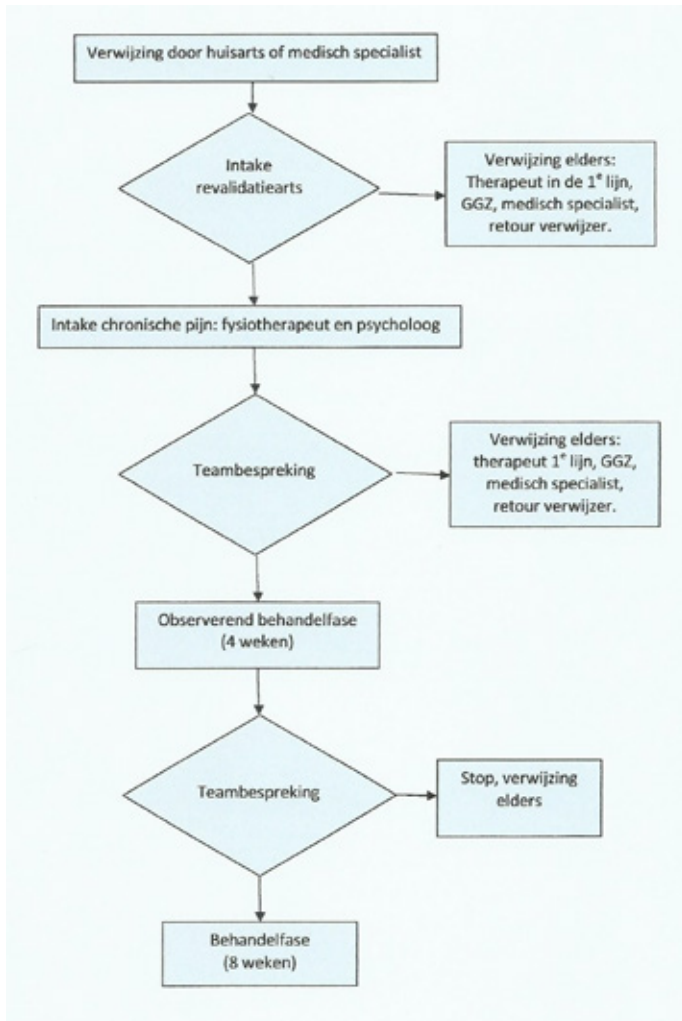 Verwijzing door huisarts of medisch specialist
Intake
revalidatiearts
Verwijzing elders:
Therapeut in de 1e lijn,
GGZ, medisch specialist,
retour verwijzer.
Intake chronische pijn: fysiotherapeut en psycholoog
Teambespreking
Verwijzing elders:
therapeut 1e lijn, GGZ,
medisch specialist,
retour verwijzer.
Observerend behandelfase
(4 weken)
Teambespreking
Stop, verwijzing
elders
Behandelfase
(8 weken)